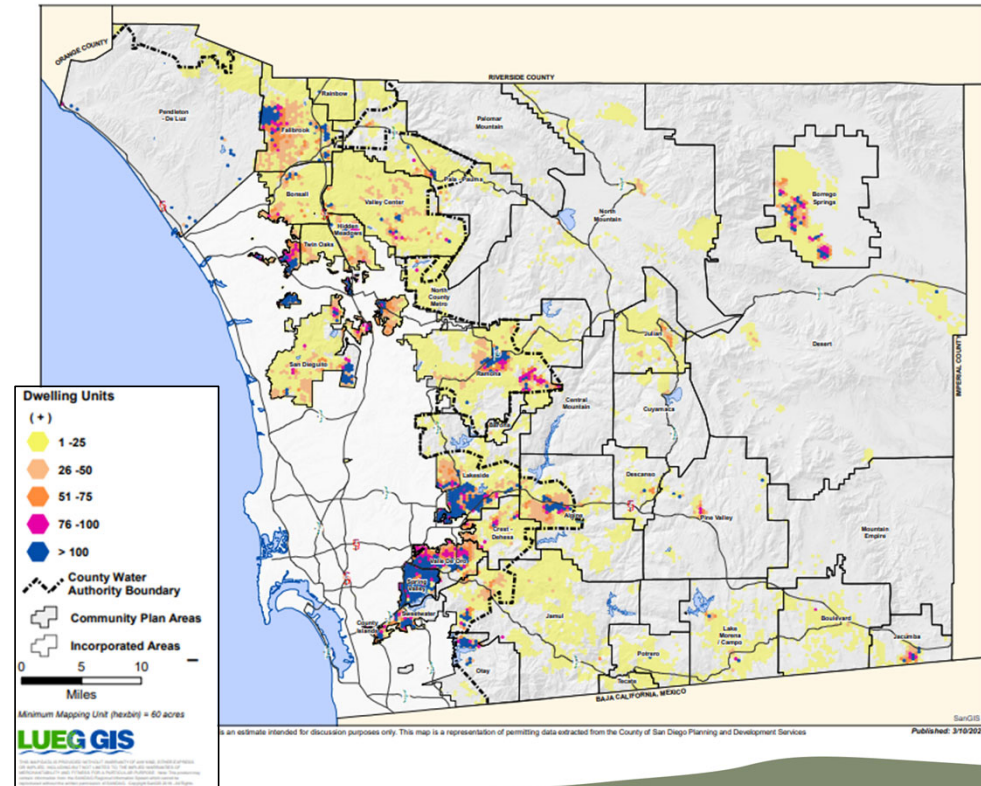 ORANGE COUNTY
RIVERSIDE COUNTY
Pendleton
- De Luz
Rainbow
Fallbrook
Palomar
Mountain
Pala - Pauma
Bonsall
Valley Center
North
Mountain
Borrego
Springs
Hidden
Meadows
Twin Oaks
North
County
Metro
San Dieguito
Ramona
Julian
Desert
IMPERIAL COUNTY
Central
Mountain
Cuyamaca
Barona
Lakeside
Descanso
Alpine
Crest -
Dehesa
Pine Valley
Mountain
Empire
Valle De Oro
Spring
Valley
Sweetwater
County
Islands
Jamul
Lake
Morena
/ Campo
Boulevard
Jacumba
Otay
Potrero
Tecate
BAJA CALIFORNIA, MEXICO
Dwelling Units
( + )
1 -25
26 -50
51 -75
76 -100
> 100
County Water
Authority Boundary
Community Plan Areas
Incorporated Areas
0 5 10
Miles
Minimum Mapping Unit (hexbin) = 60 acres
LUEG GIS
SanGIS
is an estimate intended for discussion purposes only. This map is a representation of permitting data extracted from the County of San Diego Planning and Development Services
Published: 3/10/202